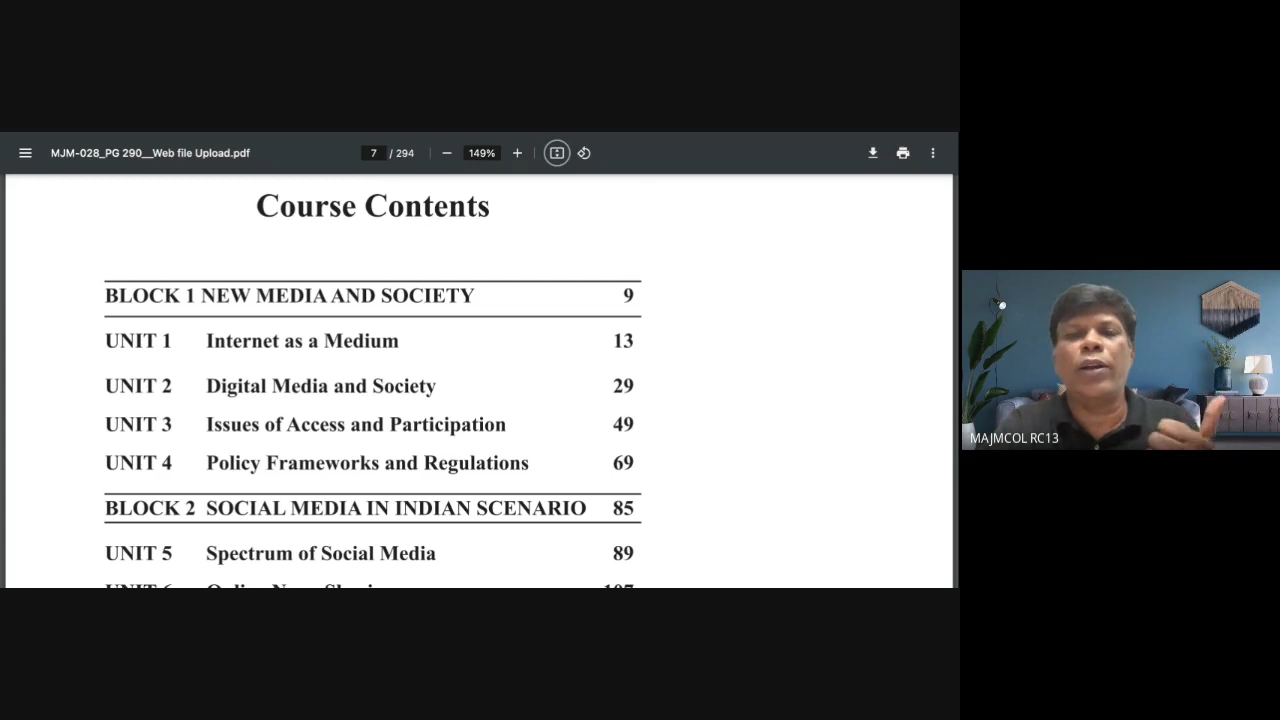 MJM-028_PG 290__Web file Upload.pdf 7 / 294 149%
Course Contents
BLOCK 1 NEW MEDIA AND SOCIETY 9
UNIT 1 Internet as a Medium 13
UNIT 2 Digital Media and Society 29
UNIT 3 Issues of Access and Participation 49
UNIT 4 Policy Frameworks and Regulations 69
BLOCK 2 SOCIAL MEDIA IN INDIAN SCENARIO 85
UNIT 5 Spectrum of Social Media 89
MAJMCOL RC13